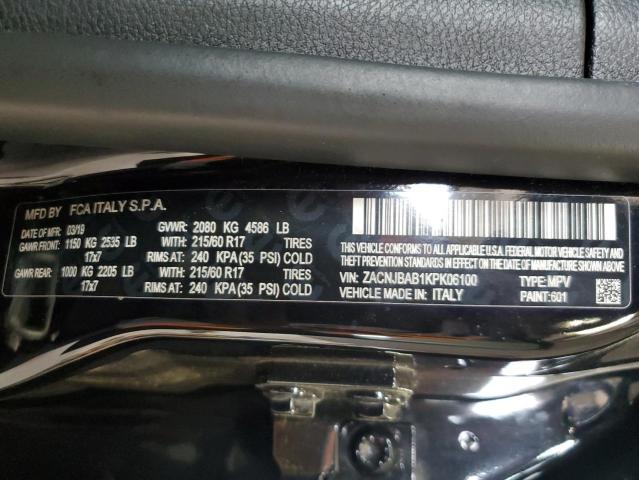 MFD BY FCA ITALY S.P.A.
DATE OF MFR: 03/19 GVWR: 2080 KG 4586 LB
GAWR FRONT: 1150 KG 2535 LB WITH: 215/60 R17 TIRES
17x7 RIMS AT: 240 KPA (35 PSI) COLD
GAWR REAR: 1000 KG 2205 LB WITH: 215/60 R17 TIRES
17x7 RIMS AT: 240 KPA (35 PSI) COLD
THIS VEHICLE CONFORMS TO ALL APPLICABLE U.S.A. FEDERAL MOTOR VEHICLE SAFETY AND
THEFT PREVENTION STANDARDS IN EFFECT ON THE DATE OF MANUFACTURE SHOWN ABOVE
VIN: ZACNJBAB1KPK06100 TYPE: MPV
VEHICLE MADE IN: ITALY PAINT: 601